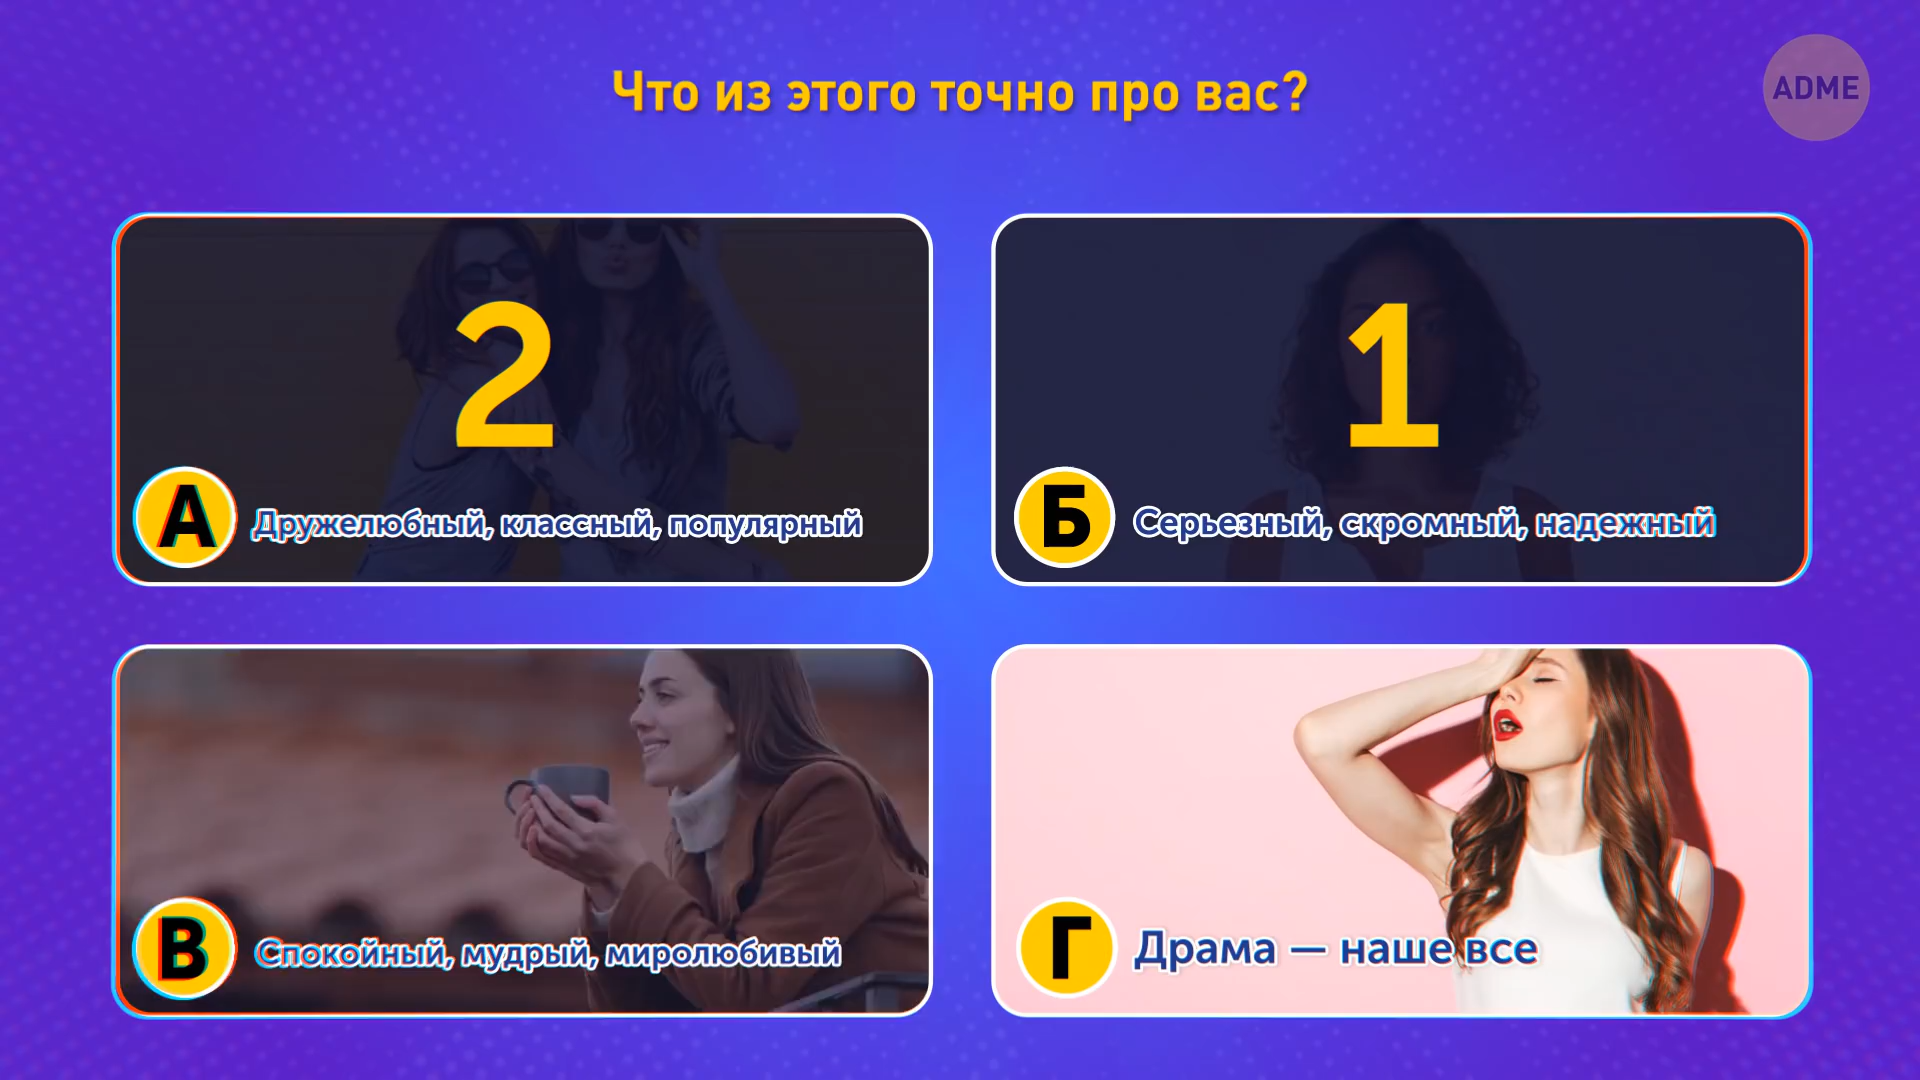 Что из этого точно про вас?
ADME
2
1
А Дружелюбный, классный, популярный
Б Серьезный, скромный, надежный
В Спокойный, мудрый, миролюбивый
Г Драма — наше все